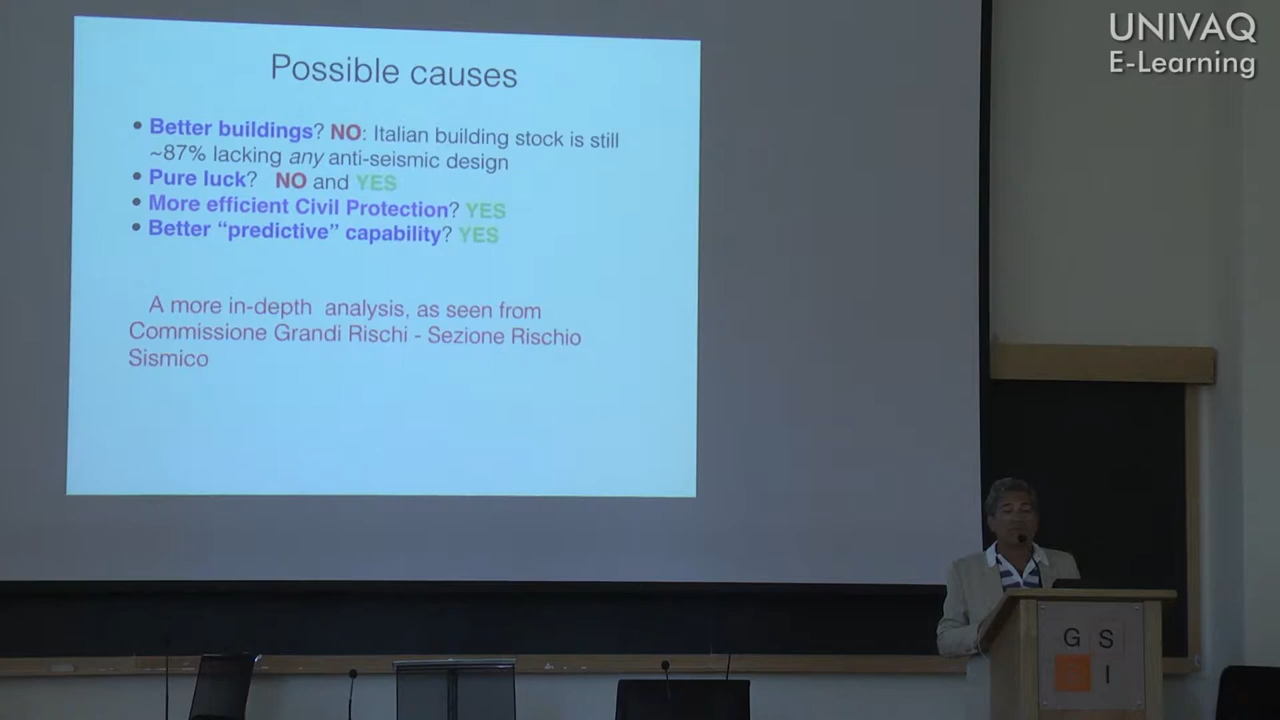 UNIVAQ
E-Learning
Possible causes
• Better buildings? NO: Italian building stock is still
~87% lacking any anti-seismic design
• Pure luck? NO and YES
• More efficient Civil Protection? YES
• Better “predictive” capability? YES
A more in-depth analysis, as seen from
Commissione Grandi Rischi - Sezione Rischio
Sismico
G S
I